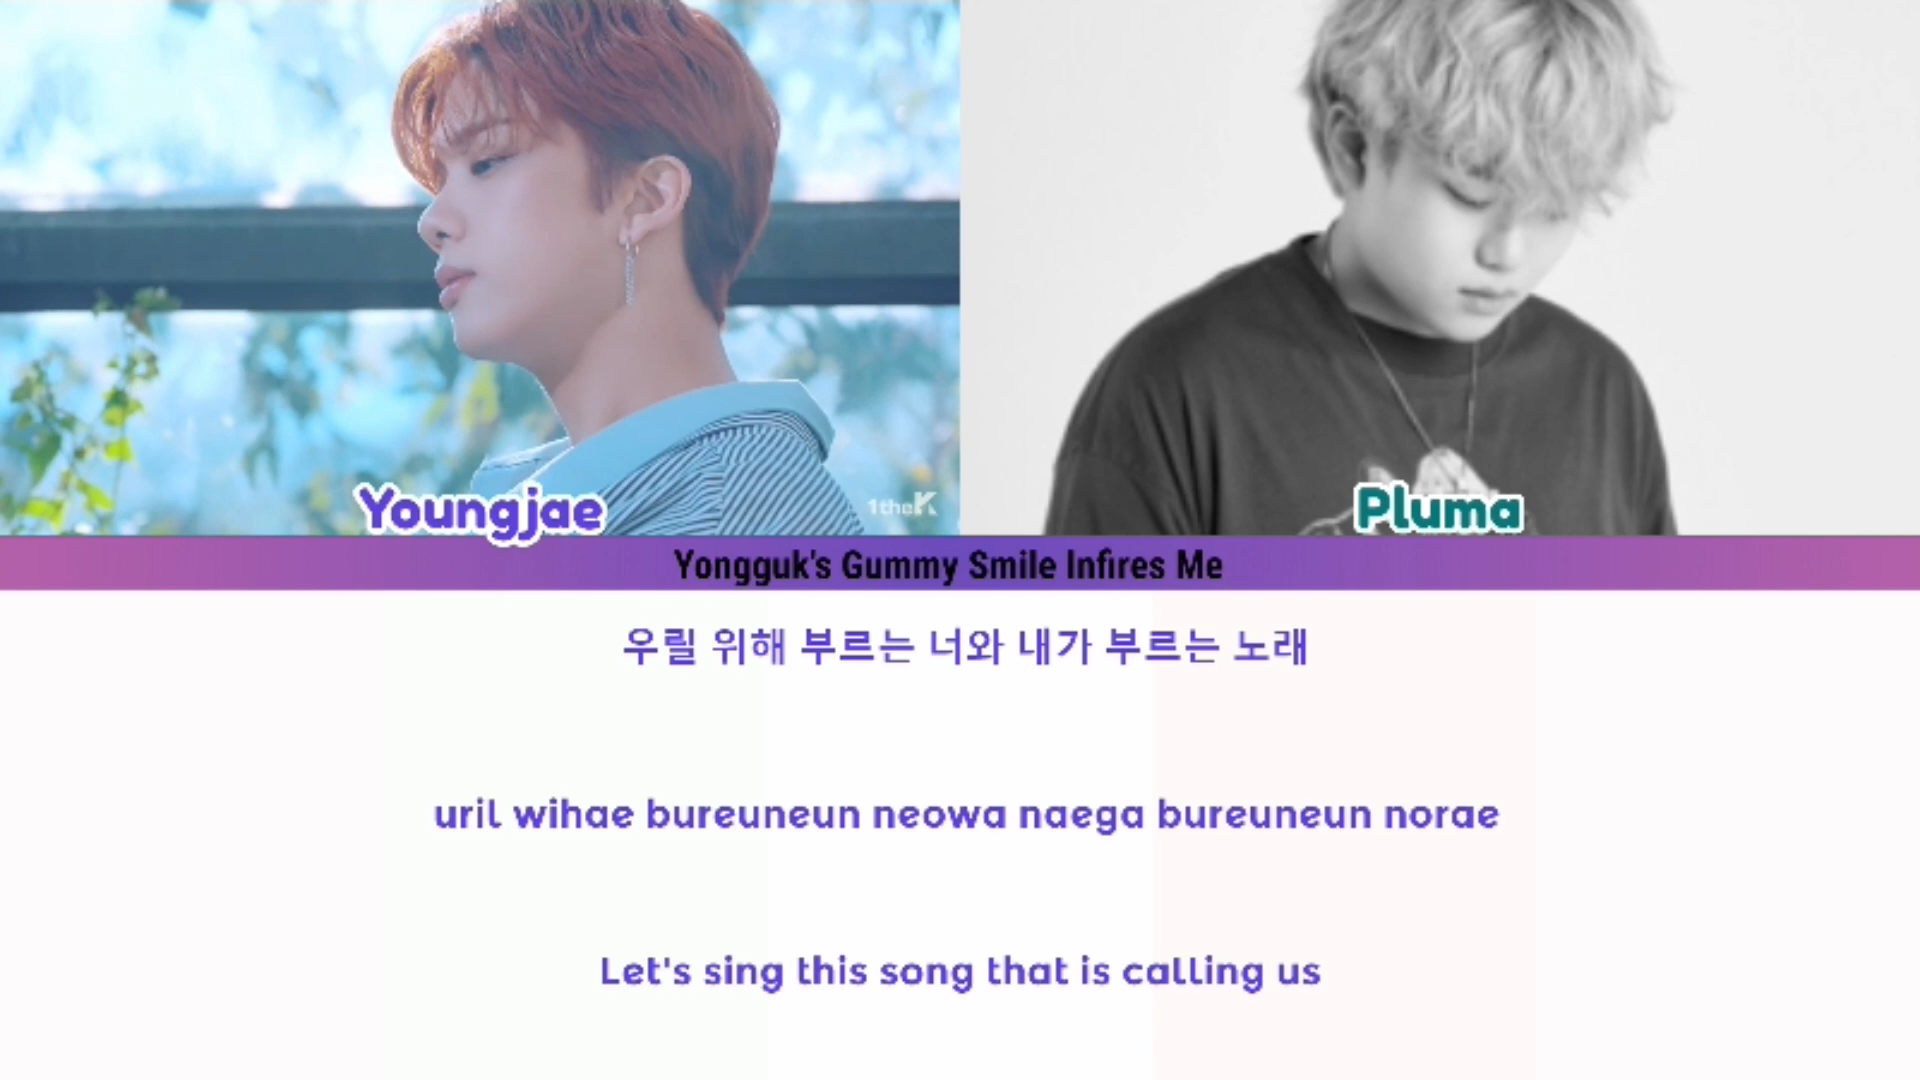 Youngjae
1theK
Pluma
Yongguk's Gummy Smile Infires Me
우릴 위해 부르는 너와 내가 부르는 노래
uril wihae bureuneun neowa naega bureuneun norae
Let's sing this song that is calling us